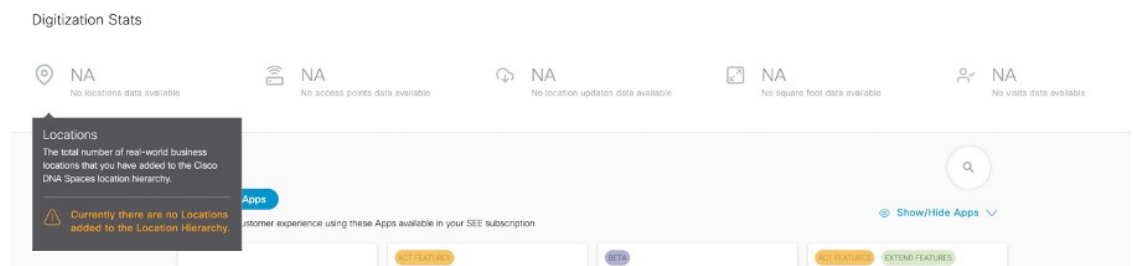 Digitization Stats
NA
No locations data available
NA
No access points data available
NA
No location updates data available
NA
No square foot data available
NA
No visits data available
Locations
The total number of real-world business
locations that you have added to the Cisco
DNA Spaces location hierarchy.
Currently there are no Locations
added to the Location Hierarchy.
Apps
ustomer experience using these Apps available in your SEE subscription
Show/Hide Apps
ACT FEATURES
BETA
ACT FEATURES
EXTEND FEATURES